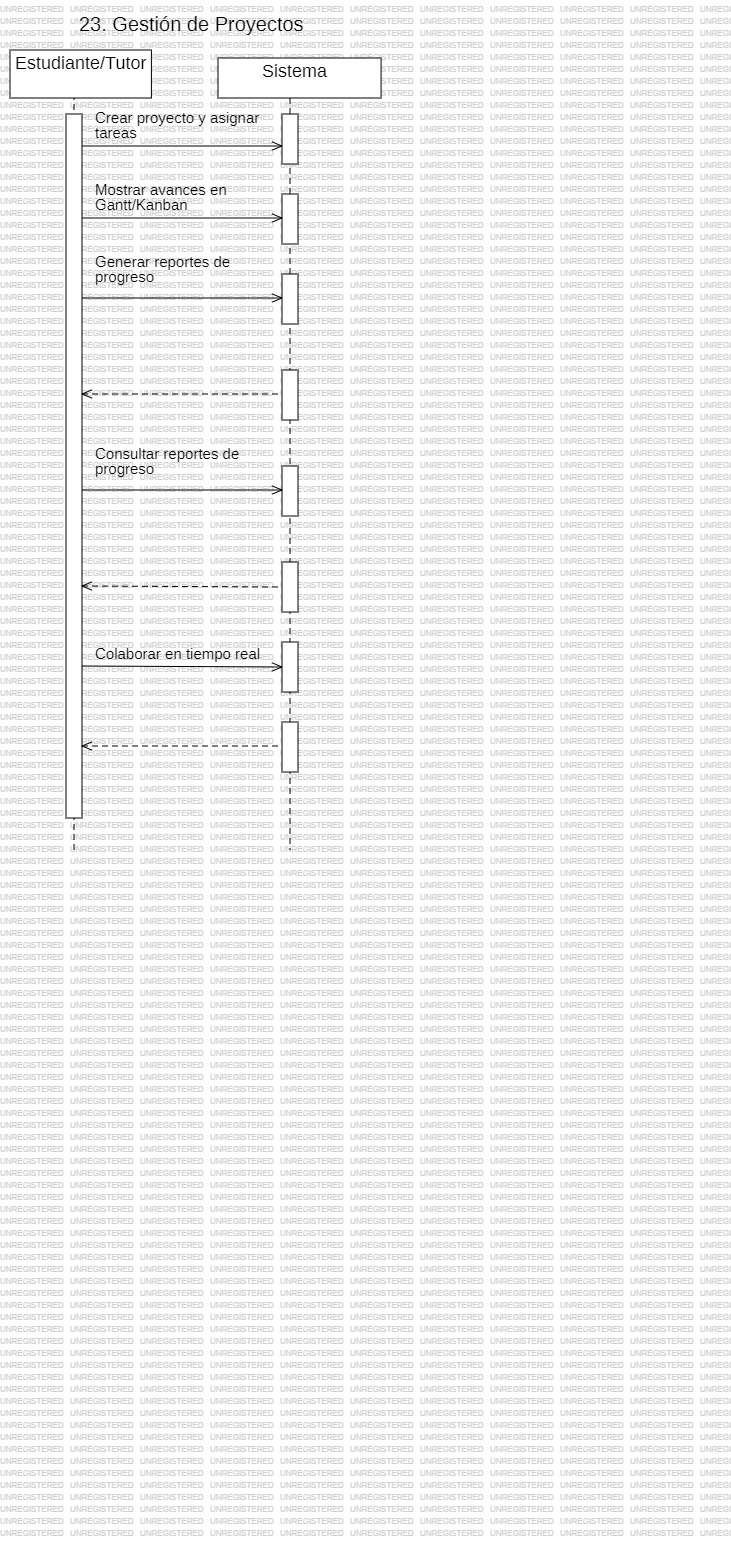 23. Gestión de Proyectos
Estudiante/Tutor
Sistema
Crear proyecto y asignar
tareas
Mostrar avances en
Gantt/Kanban
Generar reportes de
progreso
Consultar reportes de
progreso
Colaborar en tiempo real
UNREGISTERED